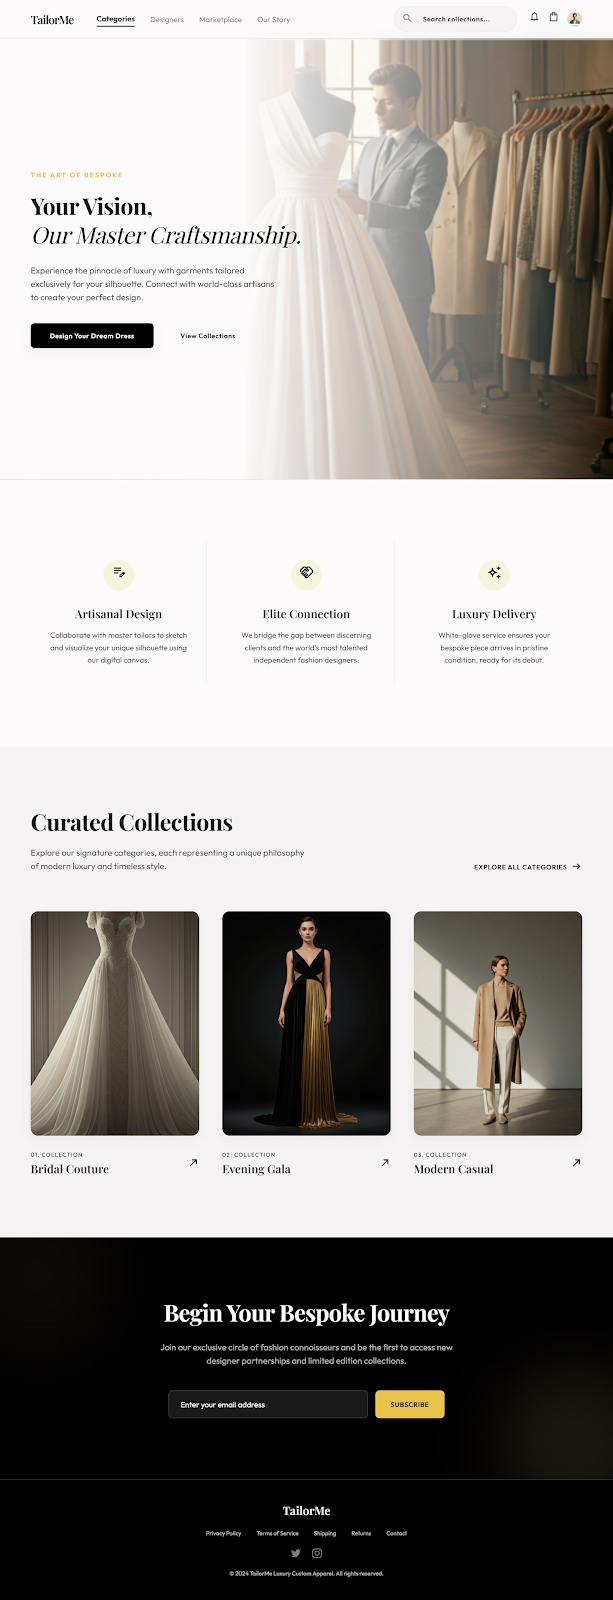 TailorMe
Categories
Designers
Marketplace
Our Story
Search collections...
THE ART OF BESPOKE
Your Vision,
Our Master Craftsmanship.
Experience the pinnacle of luxury with garments tailored
exclusively for your silhouette. Connect with world-class artisans
to create your perfect design.
Design Your Dream Dress
View Collections
Artisanal Design
Collaborate with master tailors to sketch
and visualize your unique silhouette using
our digital canvas.
Elite Connection
We bridge the gap between discerning
clients and the world's most talented
independent fashion designers.
Luxury Delivery
White-glove service ensures your
bespoke piece arrives in pristine
condition, ready for its debut.
Curated Collections
Explore our signature categories, each representing a unique philosophy
of modern luxury and timeless style.
EXPLORE ALL CATEGORIES
01. COLLECTION
Bridal Couture
02. COLLECTION
Evening Gala
03. COLLECTION
Modern Casual
Begin Your Bespoke Journey
Join our exclusive circle of fashion connoisseurs and be the first to access new
designer partnerships and limited edition collections.
Enter your email address
SUBSCRIBE
TailorMe
Privacy Policy
Terms of Service
Shipping
Returns
Contact
© 2024 TailorMe Luxury Custom Apparel. All rights reserved.